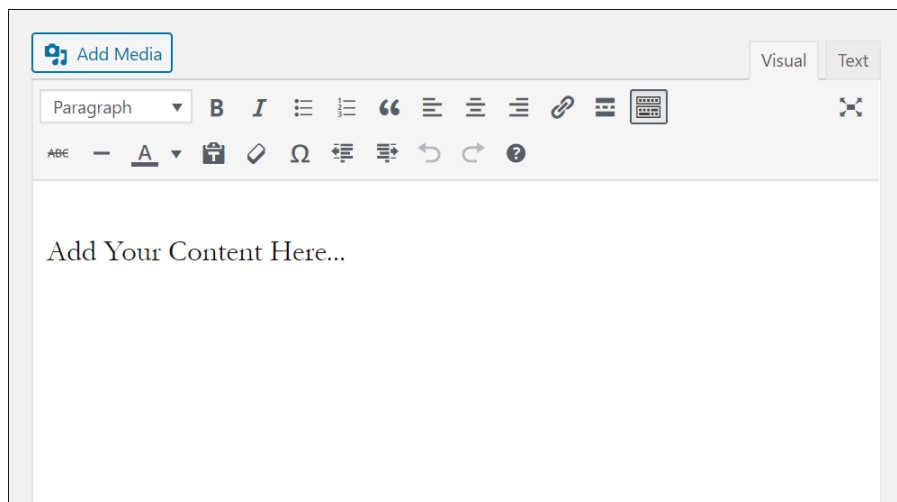 Add Media
Visual Text
Paragraph B I
ABC A T Ω ?
Add Your Content Here...